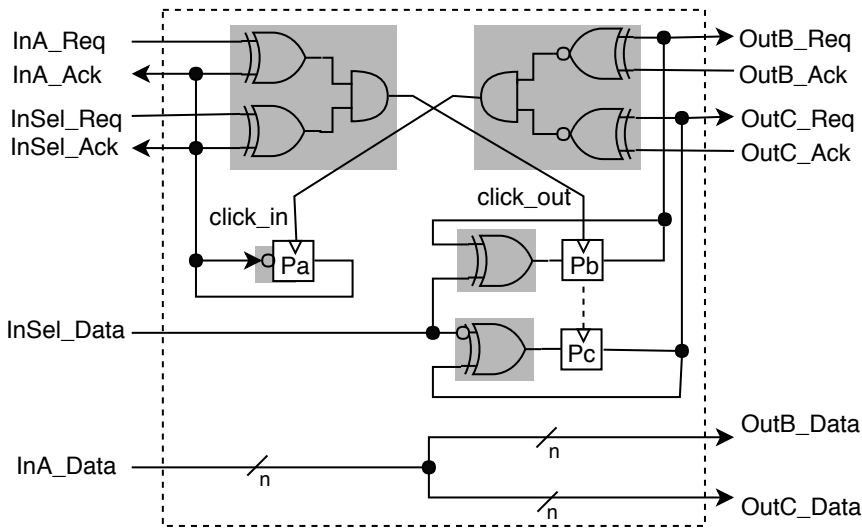 InA_Req
OutB_Req
InA_Ack
OutB_Ack
InSel_Req
OutC_Req
InSel_Ack
OutC_Ack
click_in
click_out
Pa
Pb
InSel_Data
Pc
OutB_Data
n
InA_Data
n
n
OutC_Data